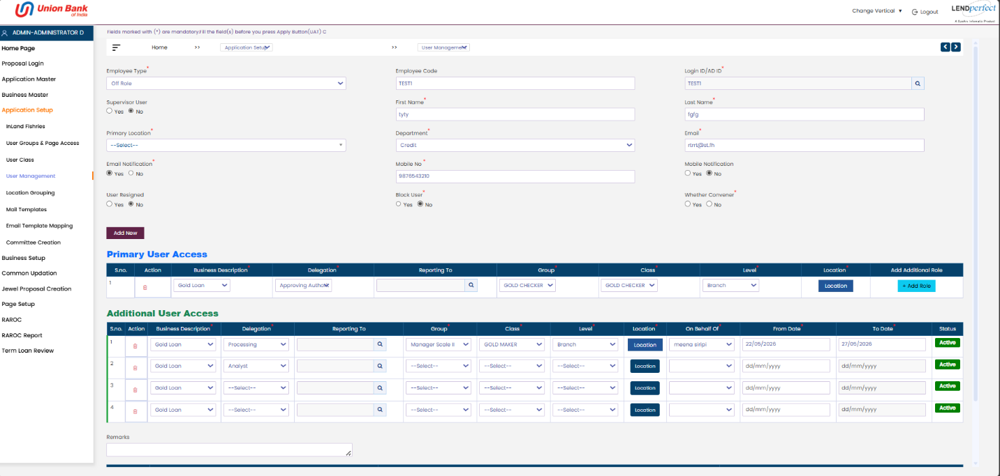 Union Bank
of India
Change Vertical
Logout
LENDperfect
A SysArc Infomatix Product
ADMIN-ADMINISTRATOR D
Fields marked with (*) are mandatory.Fill the field(s) before you press Apply Button(UAT) C
Home Page
Proposal Login
Application Master
Business Master
Application Setup
InLand Fishries
User Groups & Page Access
User Class
User Management
Location Grouping
Mail Templates
Email Template Mapping
Committee Creation
Business Setup
Common Updation
Jewel Proposal Creation
Page Setup
RAROC
RAROC Report
Term Loan Review
Home >> Application Setup >> User Management
Employee Type* Employee Code Login ID/AD ID*
Off Role TEST1 TEST1
Supervisor User First Name* Last Name*
Yes No tyty fgfg
Primary Location* Department* Email*
--Select-- Credit rtrrt@st.fh
Email Notification* Mobile No* Mobile Notification
Yes No 9876543210 Yes No
User Resigned Block User* Whether Convener*
Yes No Yes No Yes No
Add New
Primary User Access
S.no. Action Business Description* Delegation* Reporting To Group* Class* Level* Location* Add Additional Role
1 Gold Loan Approving Author GOLD CHECKER GOLD CHECKER Branch Location + Add Role
Additional User Access
S.no. Action Business Description* Delegation* Reporting To Group* Class* Level* Location* On Behalf Of* From Date* To Date* Status
1 Gold Loan Processing Manager Scale II GOLD MAKER Branch Location meena siripi 22/05/2026 27/05/2026 Active
2 Gold Loan Analyst --Select-- --Select-- --Select-- Location dd/mm/yyyy dd/mm/yyyy Active
3 Gold Loan --Select-- --Select-- --Select-- --Select-- Location dd/mm/yyyy dd/mm/yyyy Active
4 Gold Loan --Select-- --Select-- --Select-- --Select-- Location dd/mm/yyyy dd/mm/yyyy Active
Remarks